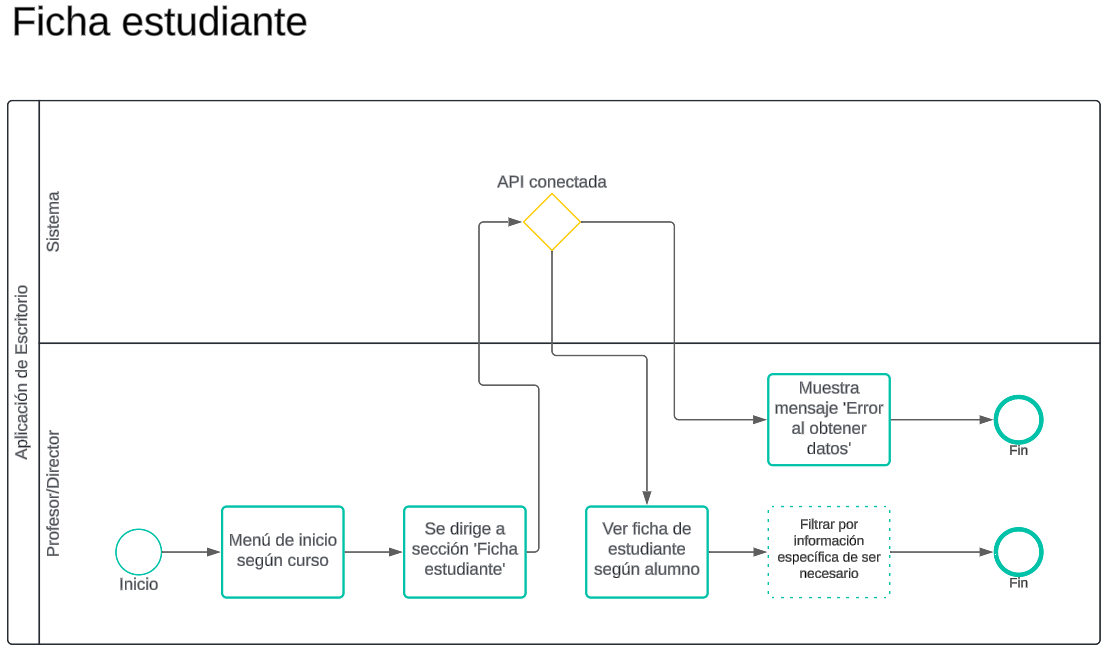 Ficha estudiante
Aplicación de Escritorio
Sistema
API conectada
Profesor/Director
Inicio
Menú de inicio
según curso
Se dirige a
sección 'Ficha
estudiante'
Ver ficha de
estudiante
según alumno
Muestra
mensaje 'Error
al obtener
datos'
Fin
Filtrar por
información
específica de ser
necesario
Fin